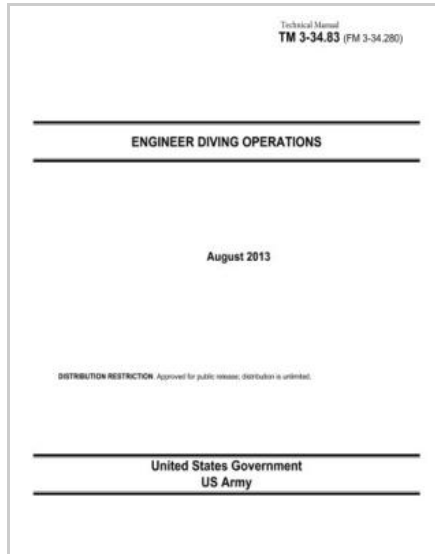 Technical Manual
TM 3-34.83 (FM 3-34.280)
ENGINEER DIVING OPERATIONS
August 2013
DISTRIBUTION RESTRICTION. Approved for public release; distribution is unlimited.
United States Government
US Army